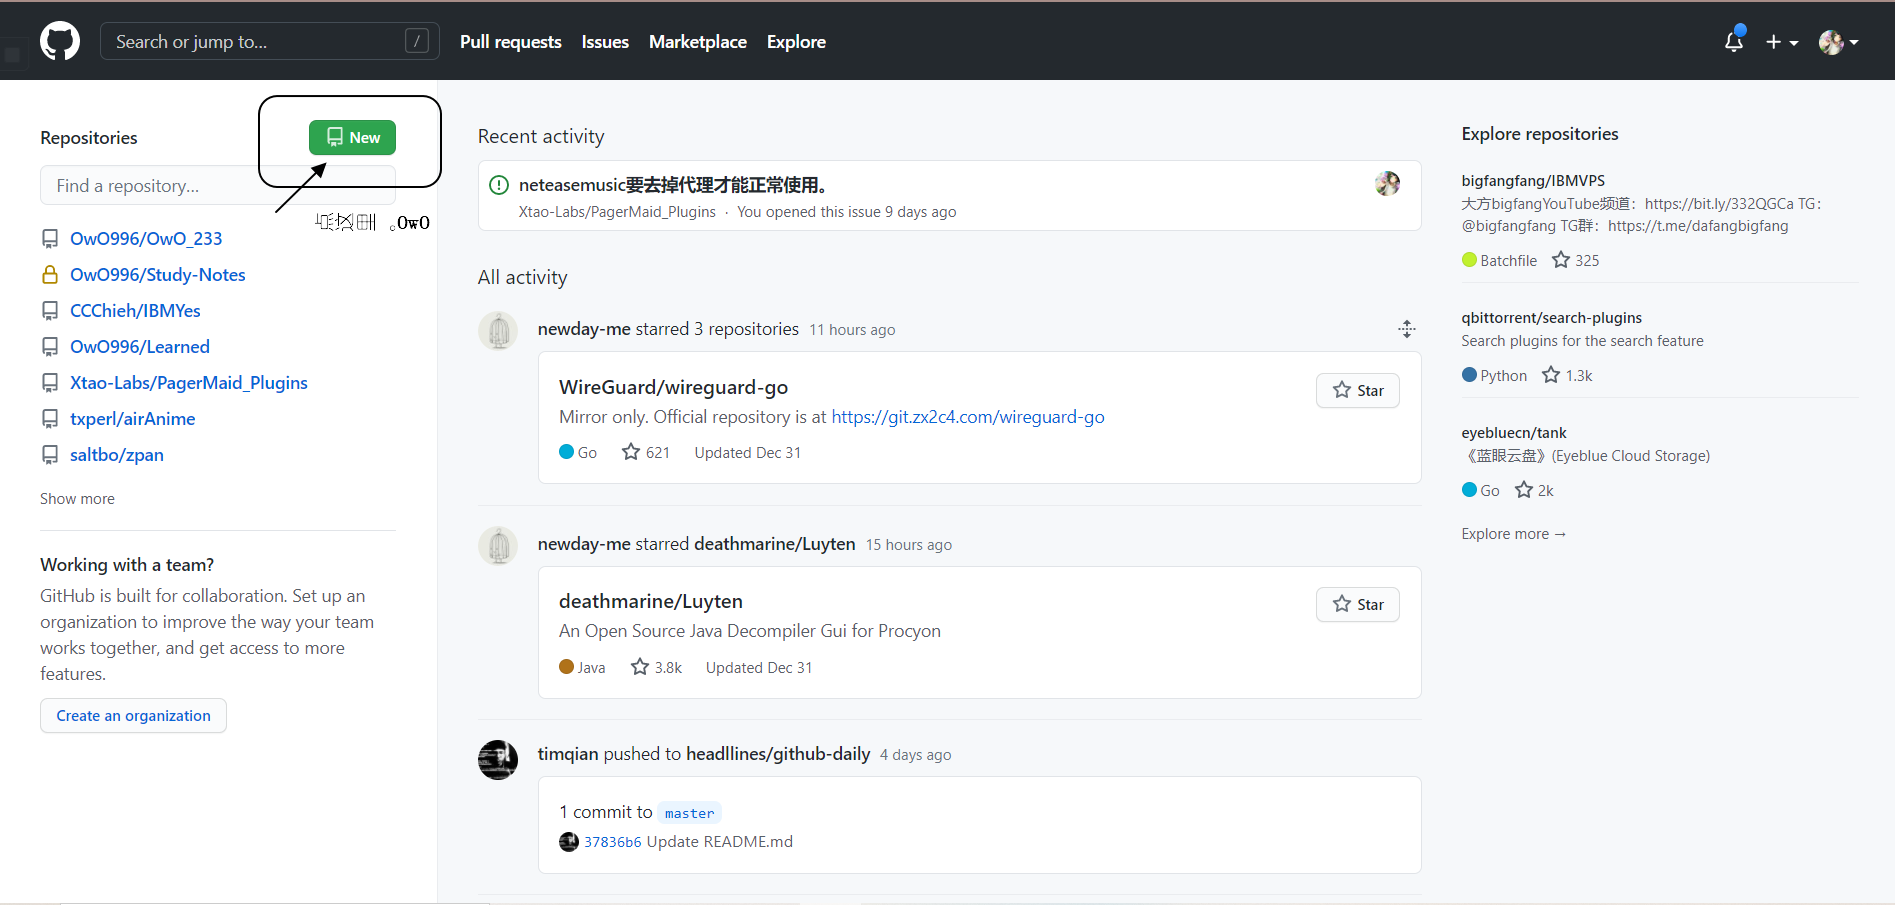 Search or jump to... /
Pull requests Issues Marketplace Explore
Repositories
New
Find a repository...
。OwO
OwO996/OwO_233
OwO996/Study-Notes
CCChieh/IBMYes
OwO996/Learned
Xtao-Labs/PagerMaid_Plugins
txperl/airAnime
saltbo/zpan
Show more
Working with a team?
GitHub is built for collaboration. Set up an
organization to improve the way your team
works together, and get access to more
features.
Create an organization
Recent activity
neteasemusic要去掉代理才能正常使用。
Xtao-Labs/PagerMaid_Plugins · You opened this issue 9 days ago
All activity
newday-me starred 3 repositories 11 hours ago
WireGuard/wireguard-go
Star
Mirror only. Official repository is at https://git.zx2c4.com/wireguard-go
Go 621 Updated Dec 31
newday-me starred deathmarine/Luyten 15 hours ago
deathmarine/Luyten
Star
An Open Source Java Decompiler Gui for Procyon
Java 3.8k Updated Dec 31
timqian pushed to headllines/github-daily 4 days ago
1 commit to master
37836b6 Update README.md
Explore repositories
bigfangfang/IBMVPS
大方bigfangYouTube频道：https://bit.ly/332QGCa TG：
@bigfangfang TG群：https://t.me/dafangbigfang
Batchfile 325
qbittorrent/search-plugins
Search plugins for the search feature
Python 1.3k
eyebluecn/tank
《蓝眼云盘》(Eyeblue Cloud Storage)
Go 2k
Explore more →